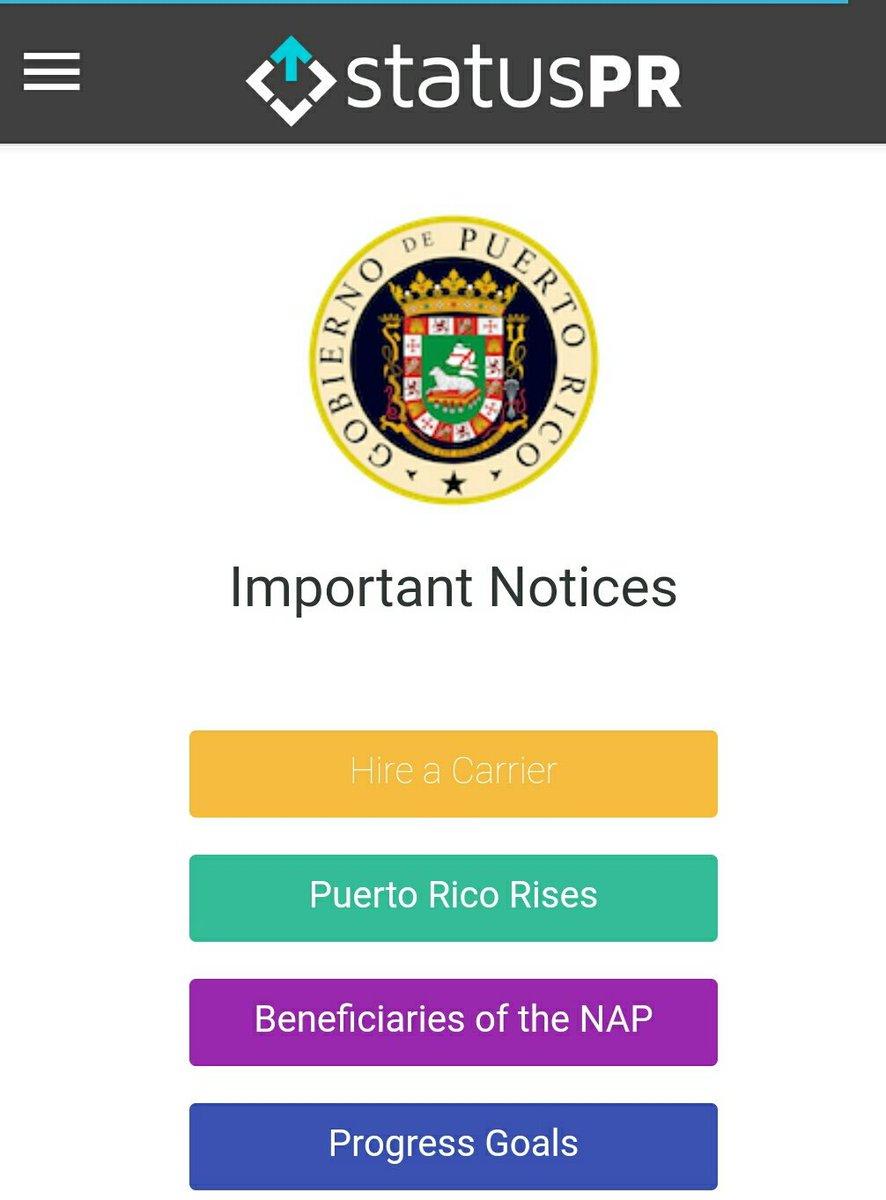 statusPR
GOBIERNO DE PUERTO RICO
Important Notices
Hire a Carrier
Puerto Rico Rises
Beneficiaries of the NAP
Progress Goals